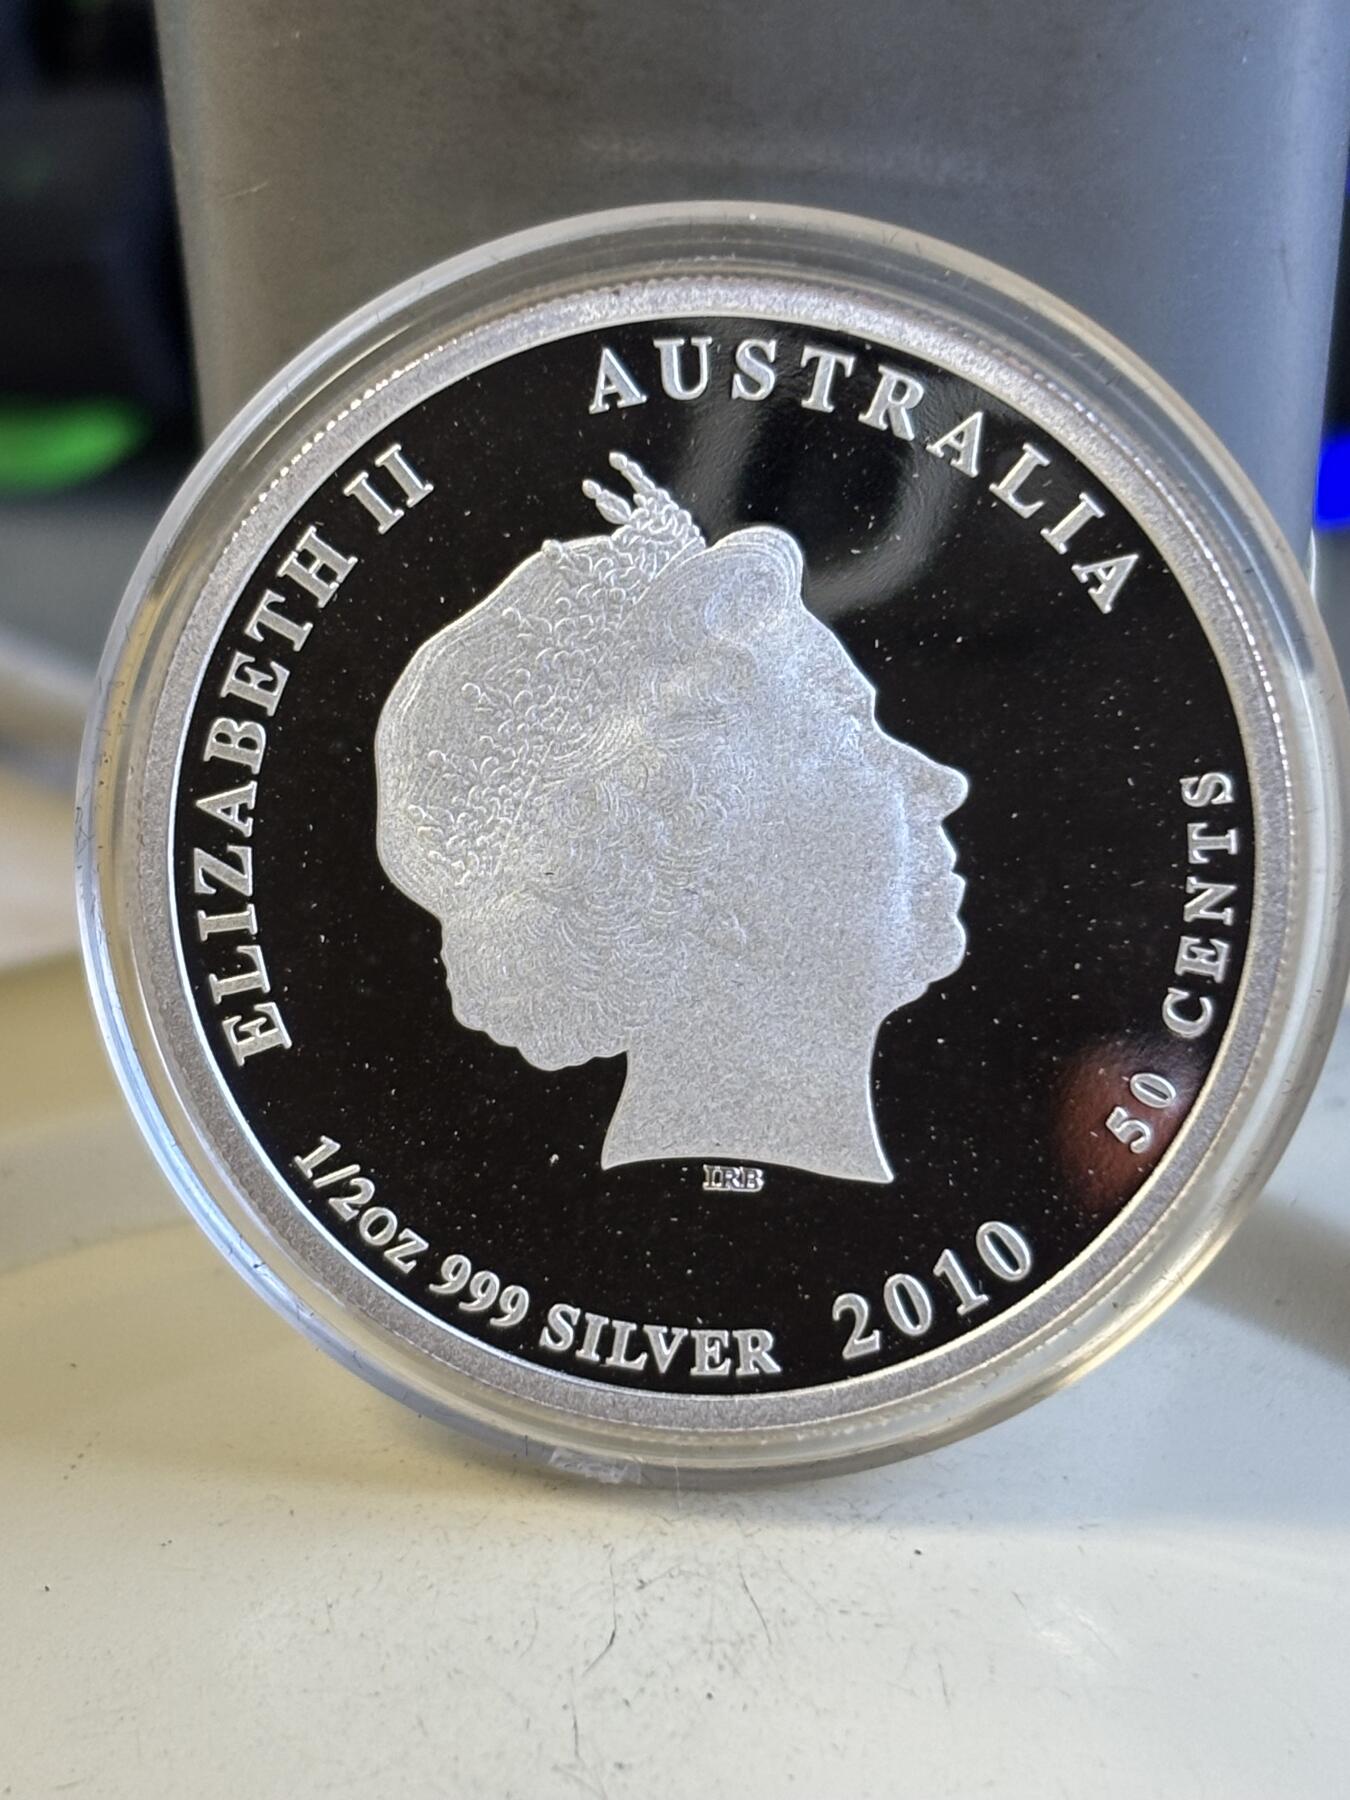 ELIZABETH II
AUSTRALIA
50 CENTS
2010
1/2OZ 999 SILVER
IRB